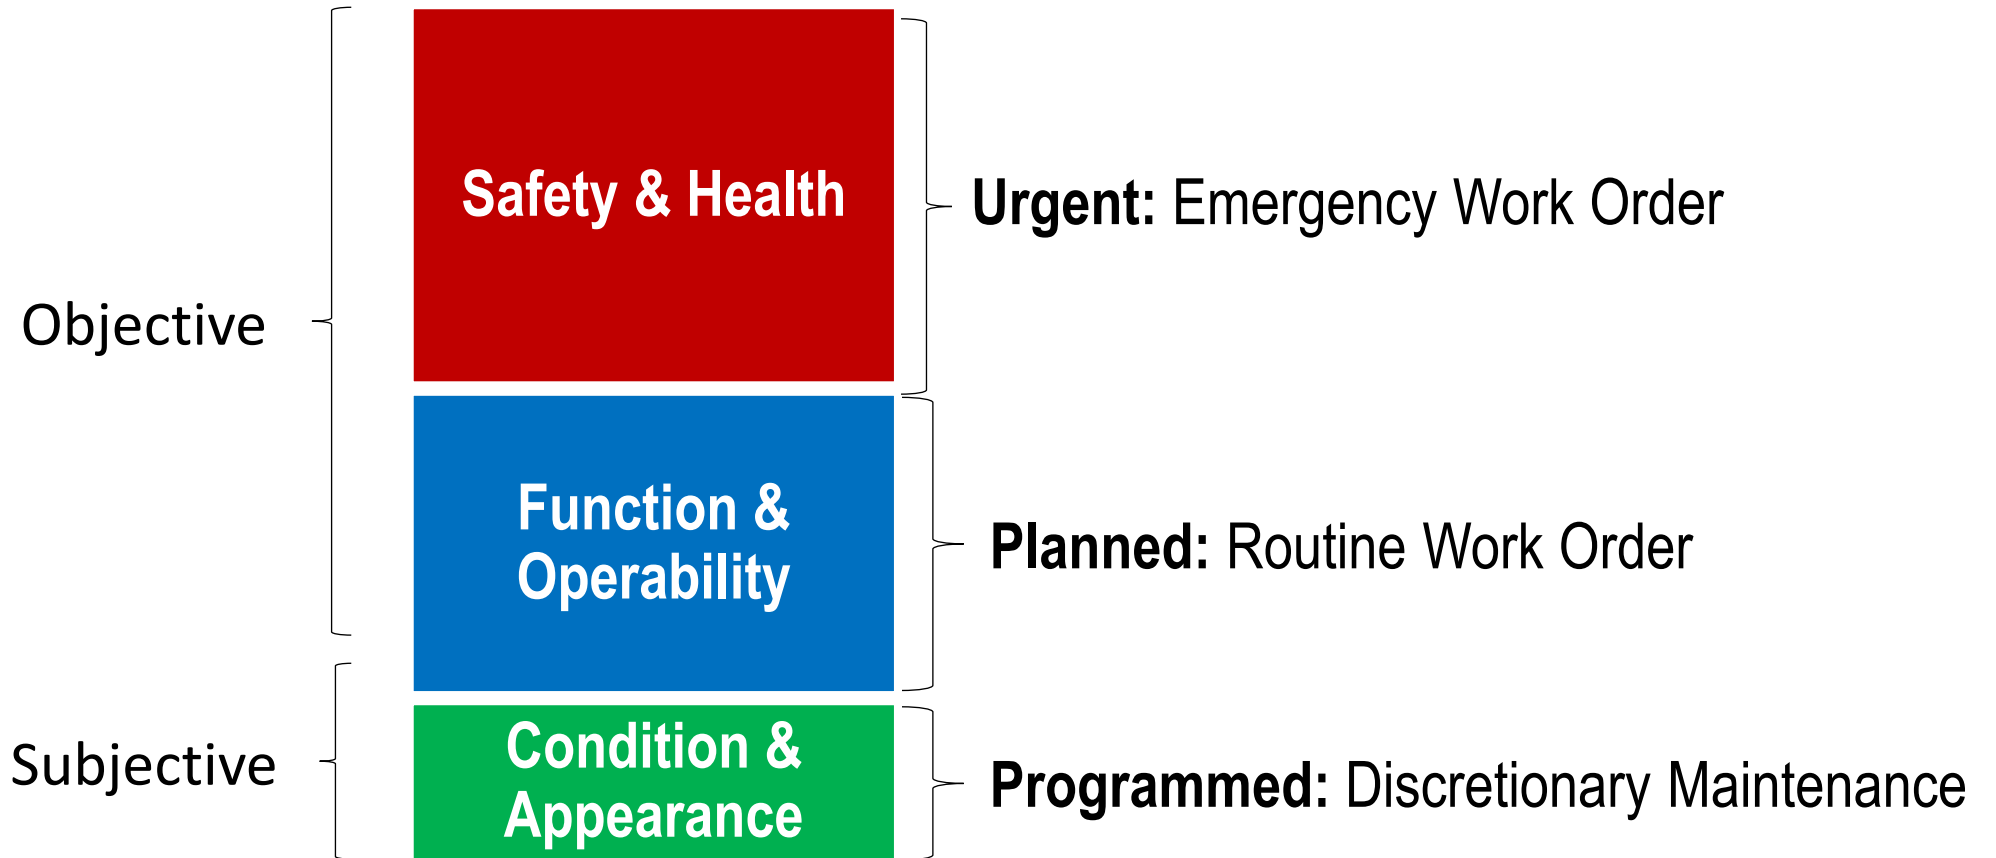 Safety & Health
Urgent: Emergency Work Order
Objective
Function &
Operability
Planned: Routine Work Order
Subjective
Condition &
Appearance
Programmed: Discretionary Maintenance